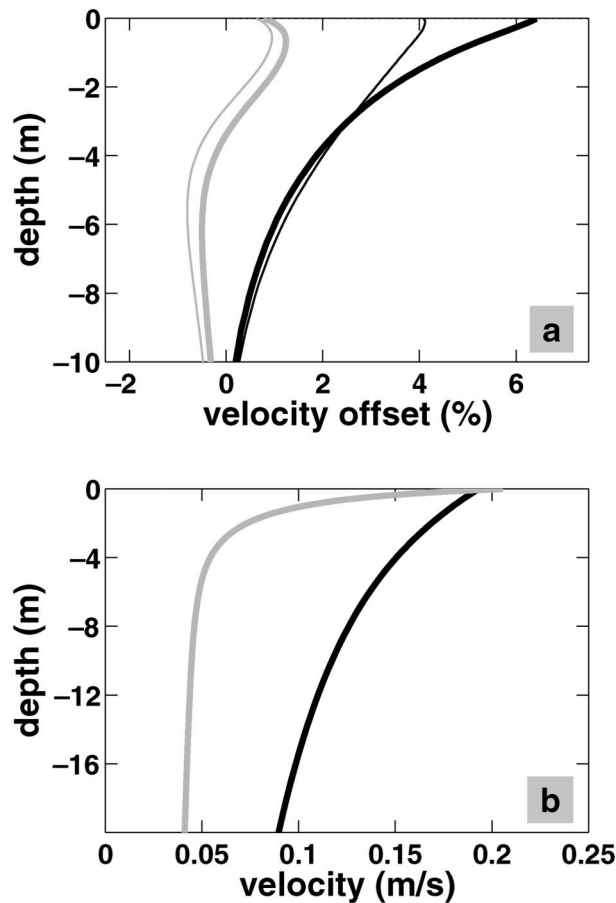 0
−2
−4
−6
−8
−10
depth (m)
−2 0 2 4 6
velocity offset (%)
a
0
−4
−8
−12
−16
depth (m)
0 0.05 0.1 0.15 0.2 0.25
velocity (m/s)
b